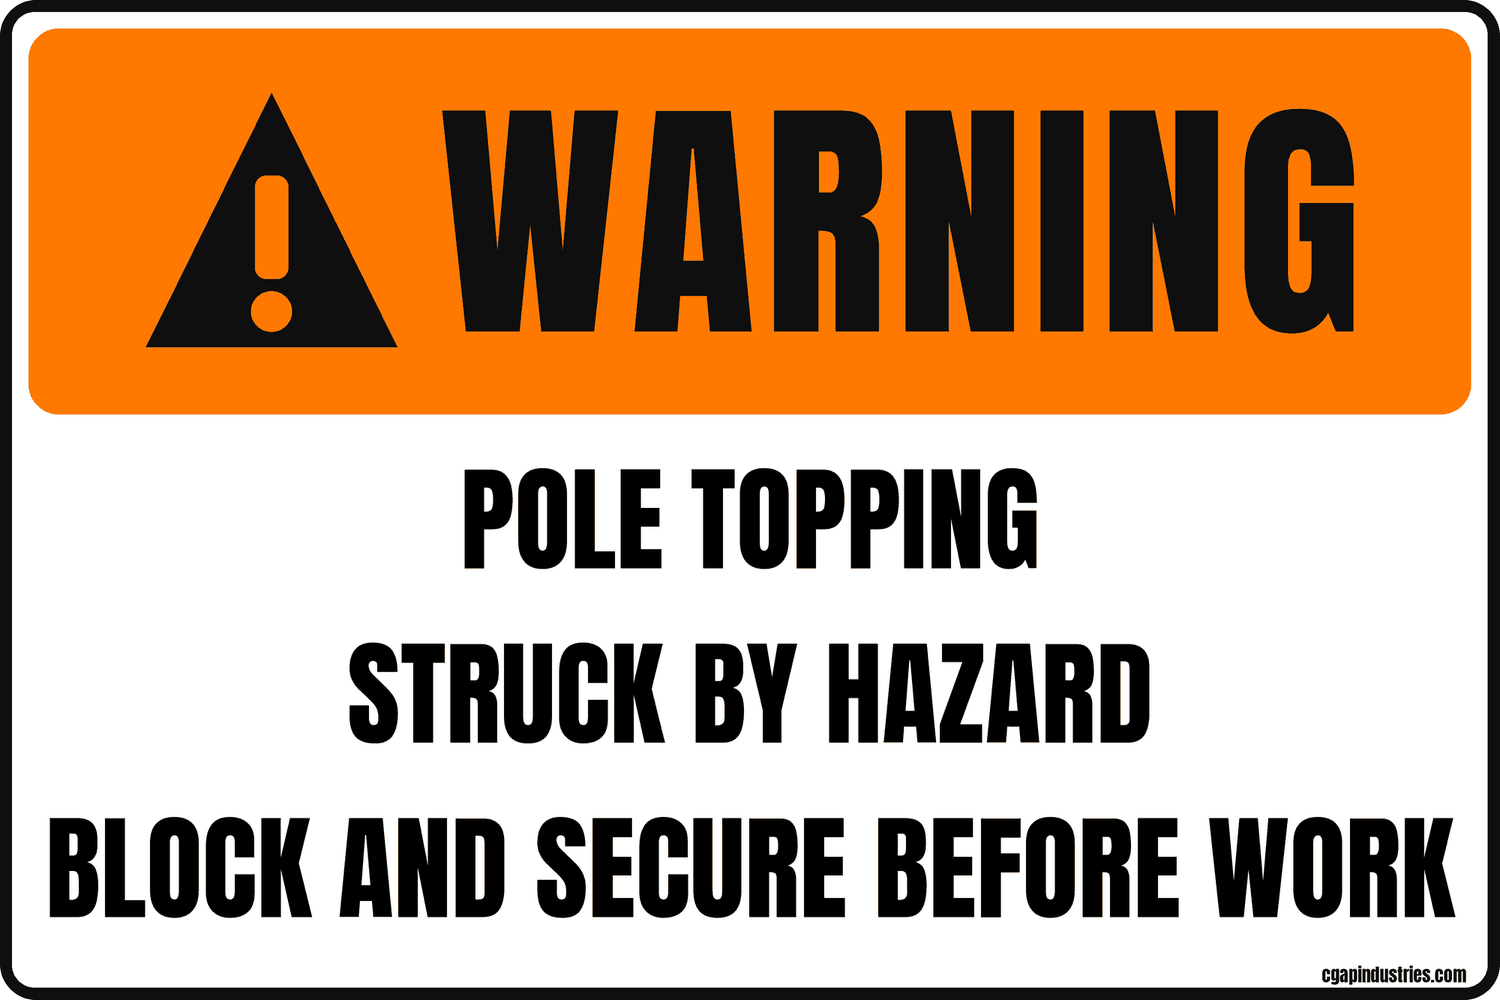 WARNING
POLE TOPPING
STRUCK BY HAZARD
BLOCK AND SECURE BEFORE WORK
cgapindustries.com